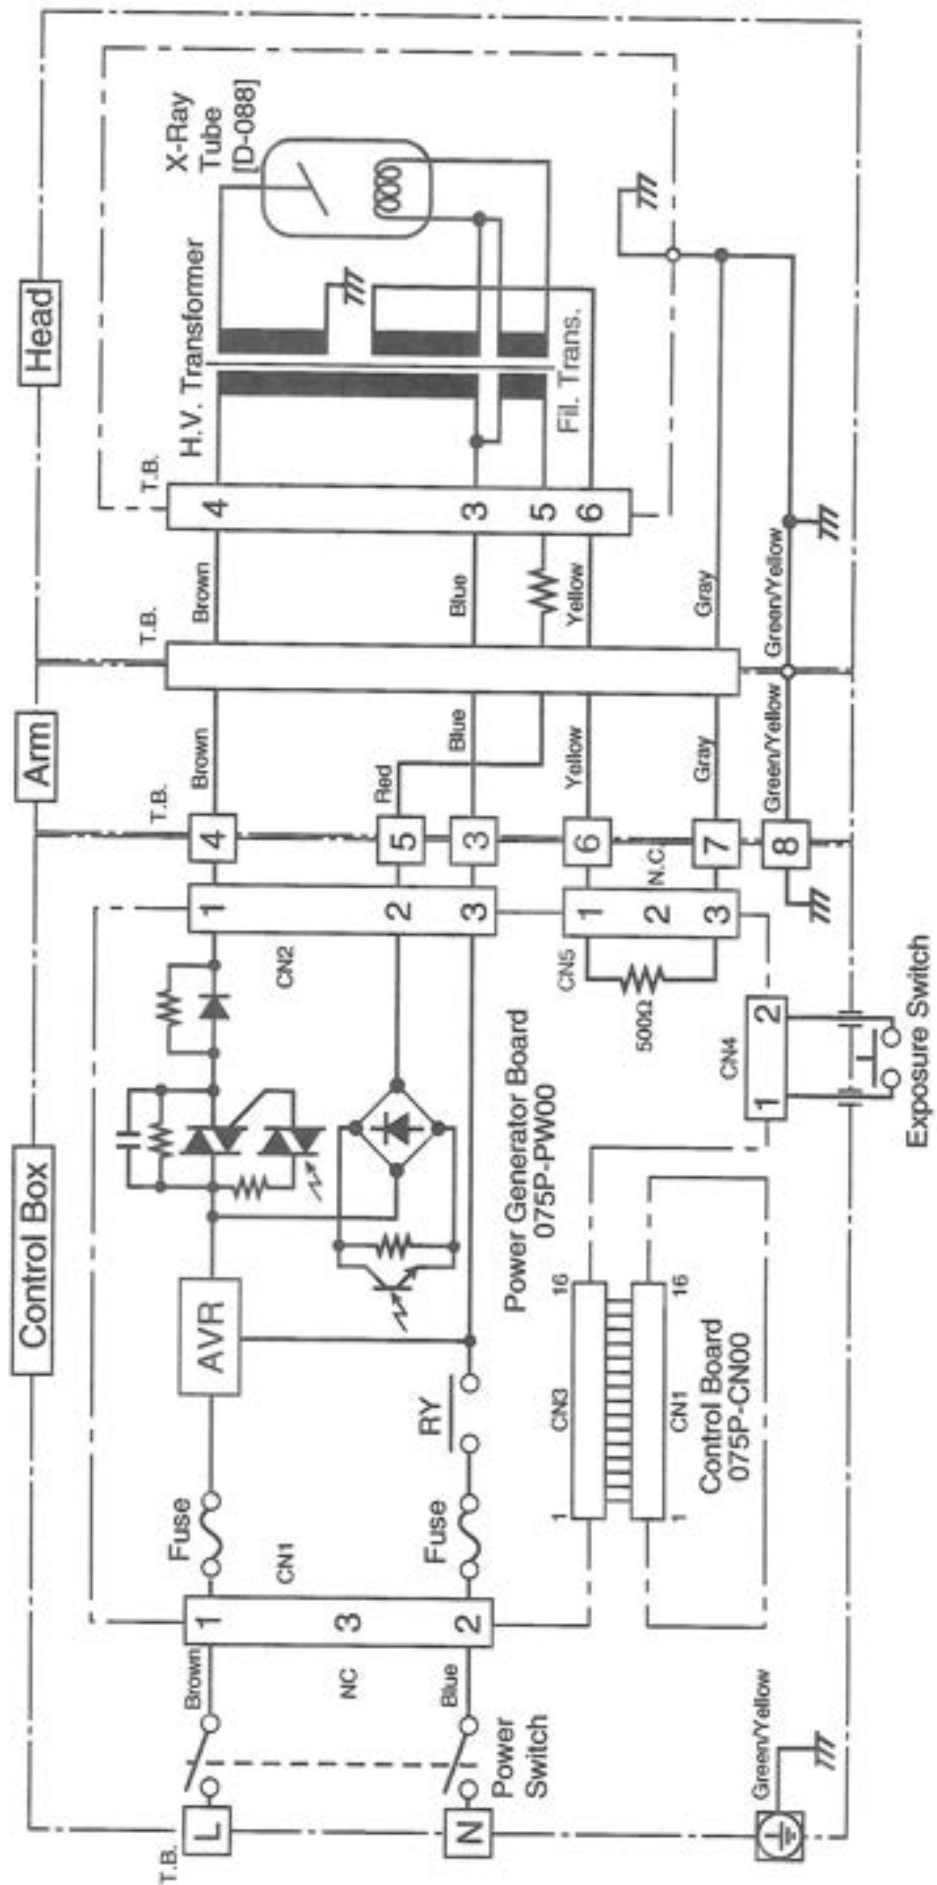 Control Box
Arm
Head
T.B.
T.B.
T.B.
T.B.
L
N
Power
Switch
Brown
NC
Blue
Green/Yellow
1
3
2
CN1
Fuse
Fuse
RY
AVR
CN2
1
2
3
4
5
3
6
7
8
Brown
Red
Blue
Yellow
Gray
Green/Yellow
Brown
Blue
Yellow
Gray
Green/Yellow
4
3
5
6
H.V. Transformer
Fil. Trans.
X-Ray
Tube
[D-088]
CN5
1
2
3
N.C.
500Ω
Power Generator Board
075P-PW00
1
CN3
16
1
CN1
16
Control Board
075P-CN00
CN4
1
2
Exposure Switch